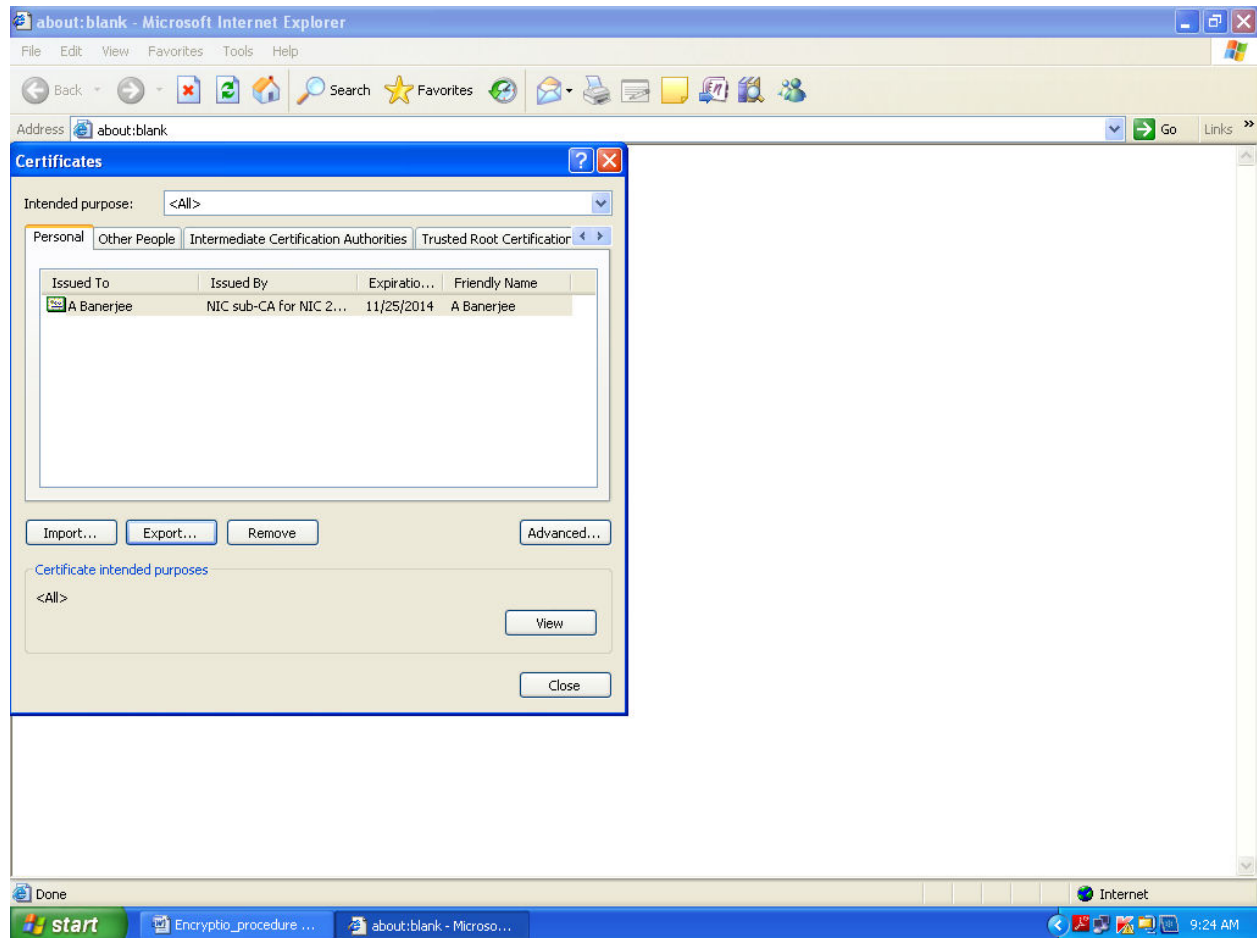 about:blank - Microsoft Internet Explorer
File Edit View Favorites Tools Help
Back Search Favorites
Address about:blank Go Links »
Certificates
Intended purpose: <All>
Personal Other People Intermediate Certification Authorities Trusted Root Certification
Issued To Issued By Expiratio... Friendly Name
A Banerjee NIC sub-CA for NIC 2... 11/25/2014 A Banerjee
Import... Export... Remove Advanced...
Certificate intended purposes
<All>
View
Close
Done Internet
start Encryptio_procedure ... about:blank - Microso... 9:24 AM